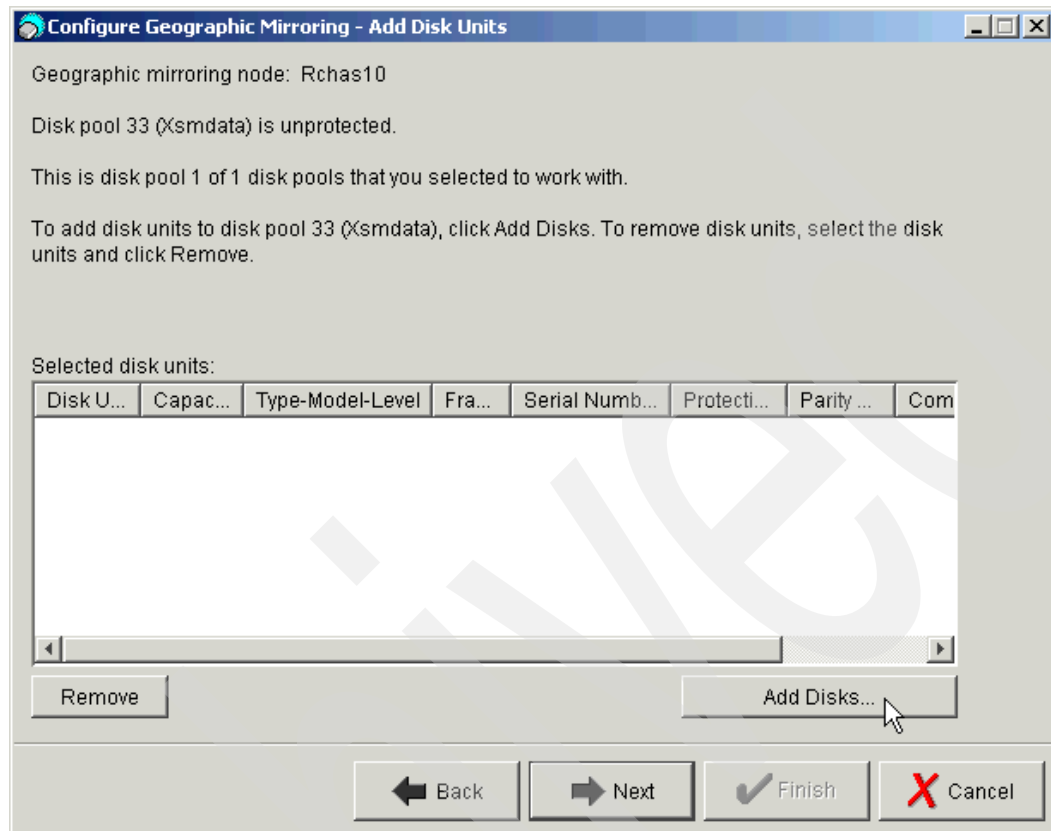 Configure Geographic Mirroring - Add Disk Units
Geographic mirroring node: Rchas10
Disk pool 33 (Xsmdata) is unprotected.
This is disk pool 1 of 1 disk pools that you selected to work with.
To add disk units to disk pool 33 (Xsmdata), click Add Disks. To remove disk units, select the disk
units and click Remove.
Selected disk units:
Disk U... Capac... Type-Model-Level Fra... Serial Numb... Protecti... Parity ... Com
Remove Add Disks...
Back Next Finish Cancel